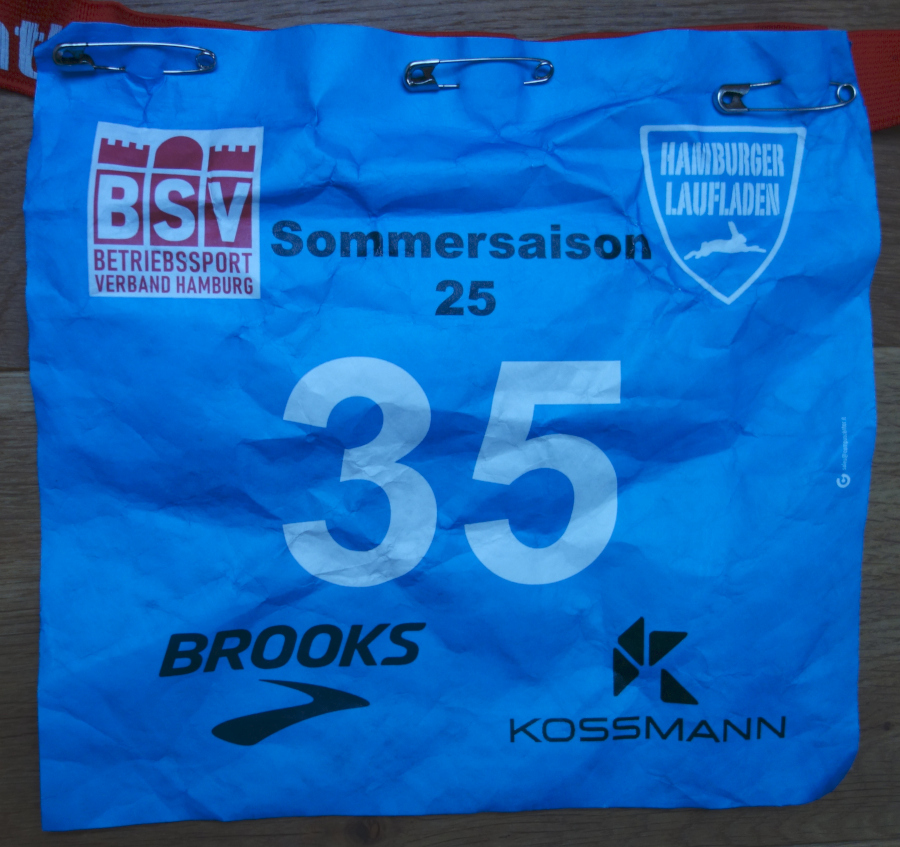 BSV
BETRIEBSSPORT
VERBAND HAMBURG
HAMBURGER
LAUFLADEN
Sommersaison
25
35
BROOKS
KOSSMANN